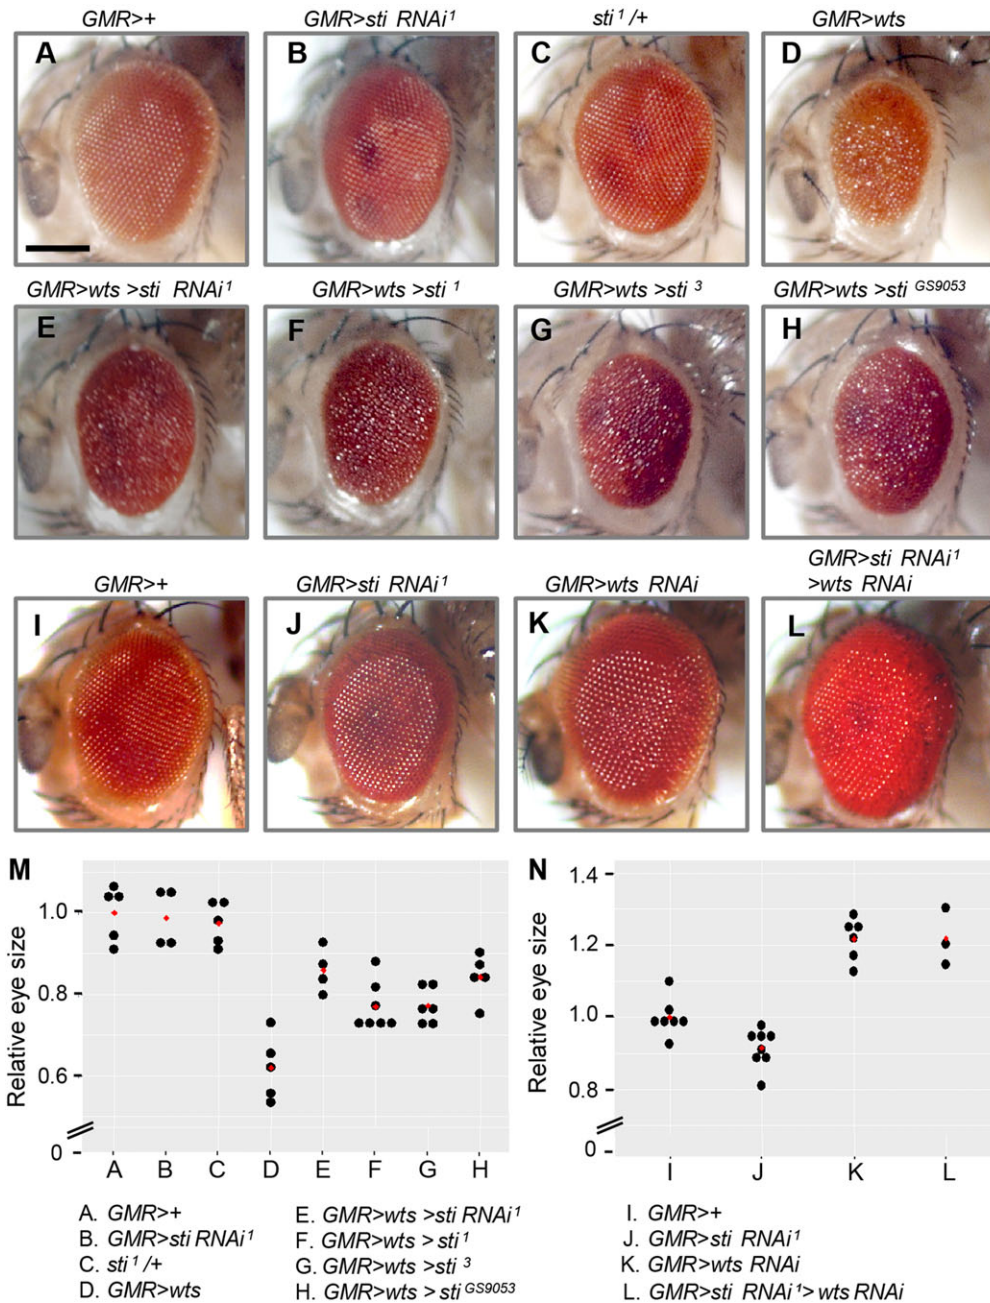 GMR>+ GMR>sti RNAi¹ sti¹/+ GMR>wts
A B C D
GMR>wts >sti RNAi¹ GMR>wts >sti¹ GMR>wts >sti³ GMR>wts >sti GS9053
E F G H
GMR>+ GMR>sti RNAi¹ GMR>wts RNAi GMR>sti RNAi¹
>wts RNAi
I J K L
M
Relative eye size
1.0
0.8
0.6
0
A B C D E F G H
N
Relative eye size
1.4
1.2
1.0
0.8
0
I J K L
A. GMR>+
B. GMR>sti RNAi¹
C. sti¹/+
D. GMR>wts
E. GMR>wts >sti RNAi¹
F. GMR>wts > sti¹
G. GMR>wts >sti³
H. GMR>wts > sti GS9053
I. GMR>+
J. GMR>sti RNAi¹
K. GMR>wts RNAi
L. GMR>sti RNAi¹> wts RNAi